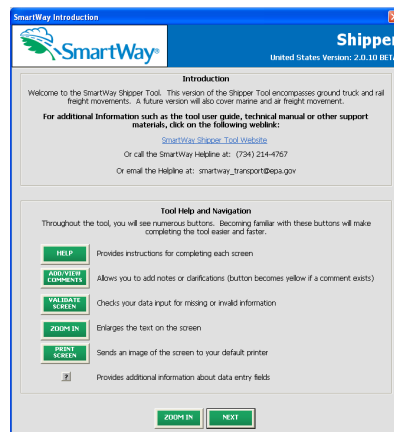 SmartWay Introduction
SmartWay®
Shipper
United States Version: 2.0.10 BETA
Introduction
Welcome to the SmartWay Shipper Tool. This version of the Shipper Tool encompasses ground truck and rail
freight movements. A future version will also cover marine and air freight movement.
For additional Information such as the tool user guide, technical manual or other support
materials, click on the following weblink:
SmartWay Shipper Tool Website
Or call the SmartWay Helpline at: (734) 214-4767
Or email the Helpline at: smartway_transport@epa.gov
Tool Help and Navigation
Throughout the tool, you will see numerous buttons. Becoming familiar with these buttons will make
completing the tool easier and faster.
HELP
Provides instructions for completing each screen
ADD/VIEW
COMMENTS
Allows you to add notes or clarifications (button becomes yellow if a comment exists)
VALIDATE
SCREEN
Checks your data input for missing or invalid information
ZOOM IN
Enlarges the text on the screen
PRINT
SCREEN
Sends an image of the screen to your default printer
?
Provides additional information about data entry fields
ZOOM IN
NEXT